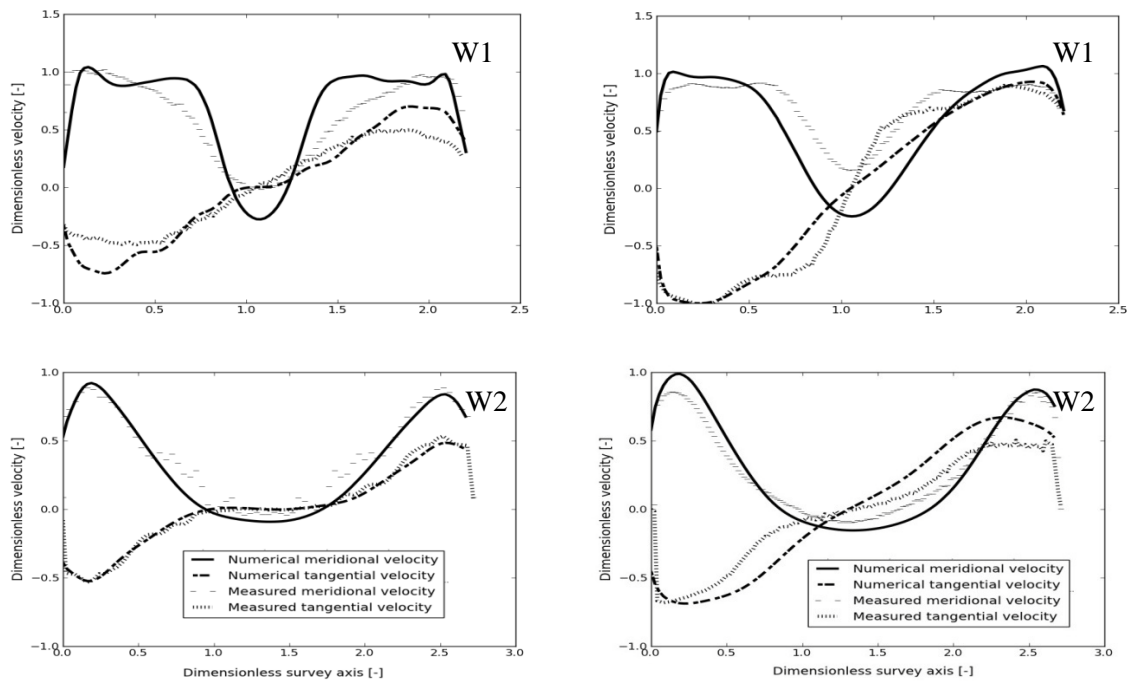 1.5
1.0
0.5
0.0
−0.5
−1.0
Dimensionless velocity [-]
W1
0.0 0.5 1.0 1.5 2.0 2.5
1.5
1.0
0.5
0.0
−0.5
−1.0
Dimensionless velocity [-]
W1
0.0 0.5 1.0 1.5 2.0 2.5
1.0
0.5
0.0
−0.5
−1.0
Dimensionless velocity [-]
W2
Numerical meridional velocity
Numerical tangential velocity
Measured meridional velocity
Measured tangential velocity
0.0 0.5 1.0 1.5 2.0 2.5 3.0
Dimensionless survey axis [-]
1.0
0.5
0.0
−0.5
−1.0
Dimensionless velocity [-]
W2
Numerical meridional velocity
Numerical tangential velocity
Measured meridional velocity
Measured tangential velocity
0.0 0.5 1.0 1.5 2.0 2.5 3.0
Dimensionless survey axis [-]